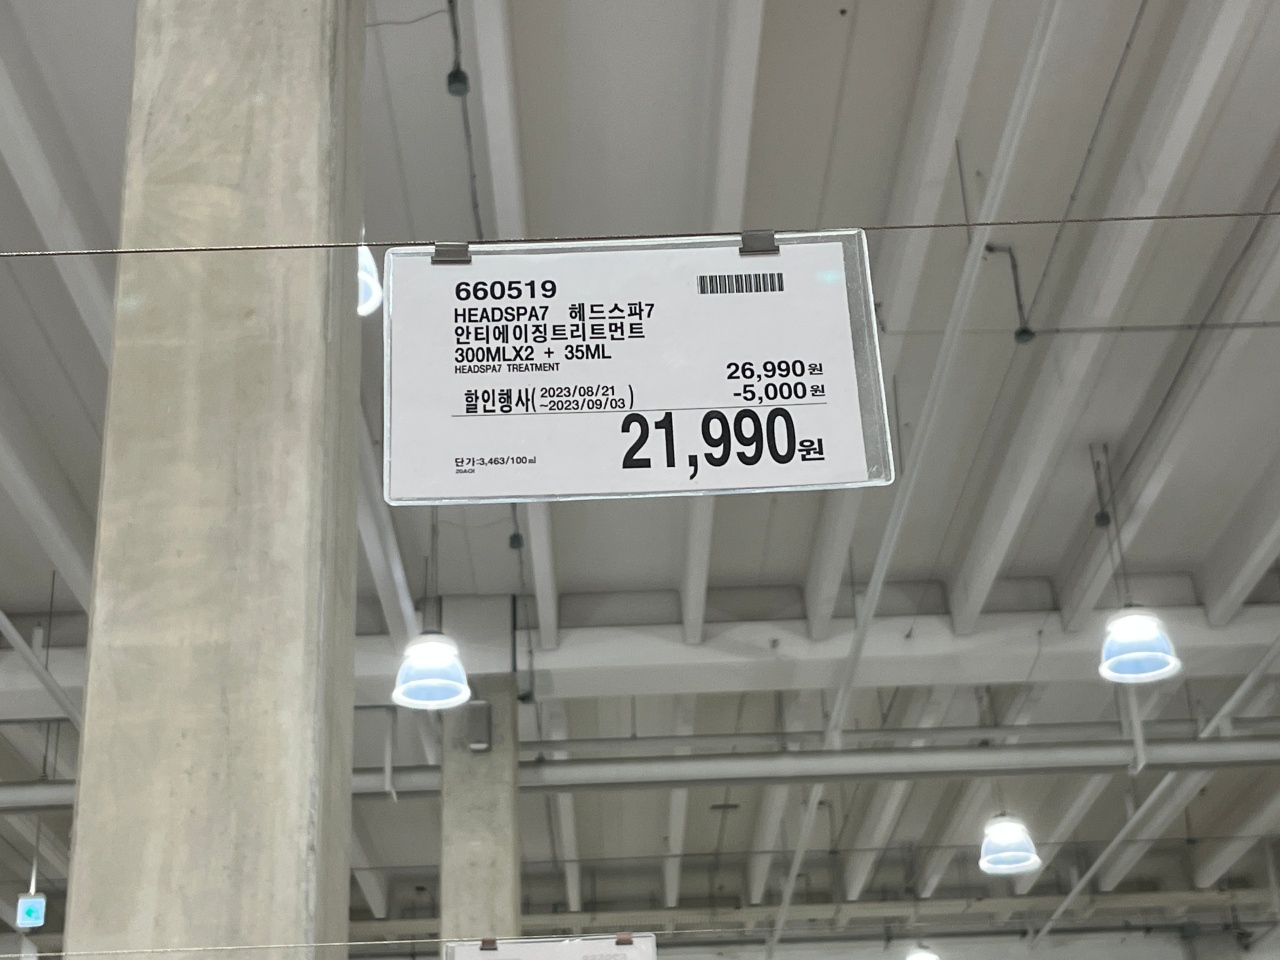 660519
HEADSPA7 헤드스파7
안티에이징트리트먼트
300MLX2 + 35ML
HEADSPA7 TREATMENT
26,990원
-5,000원
할인행사(2023/08/21
~2023/09/03)
21,990원
단가:3,463/100㎖